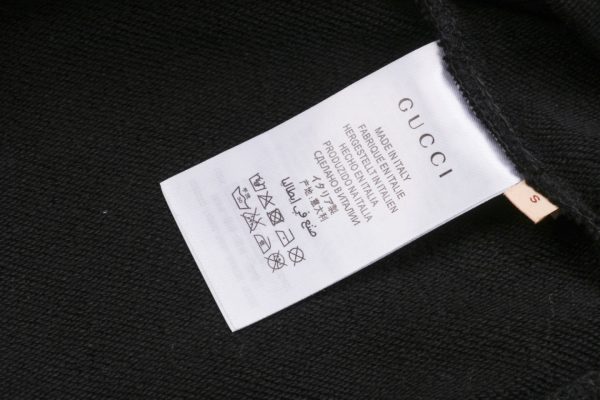 GUCCI
MADE IN ITALY
FABRIQUE EN ITALIE
HERGESTELLT IN ITALIEN
HECHO EN ITALIA
PRODUZIDO NA ITALIA
СДЕЛАНО В ИТАЛИИ
イタリア製
产地:意大利
صنع في ايطاليا
S